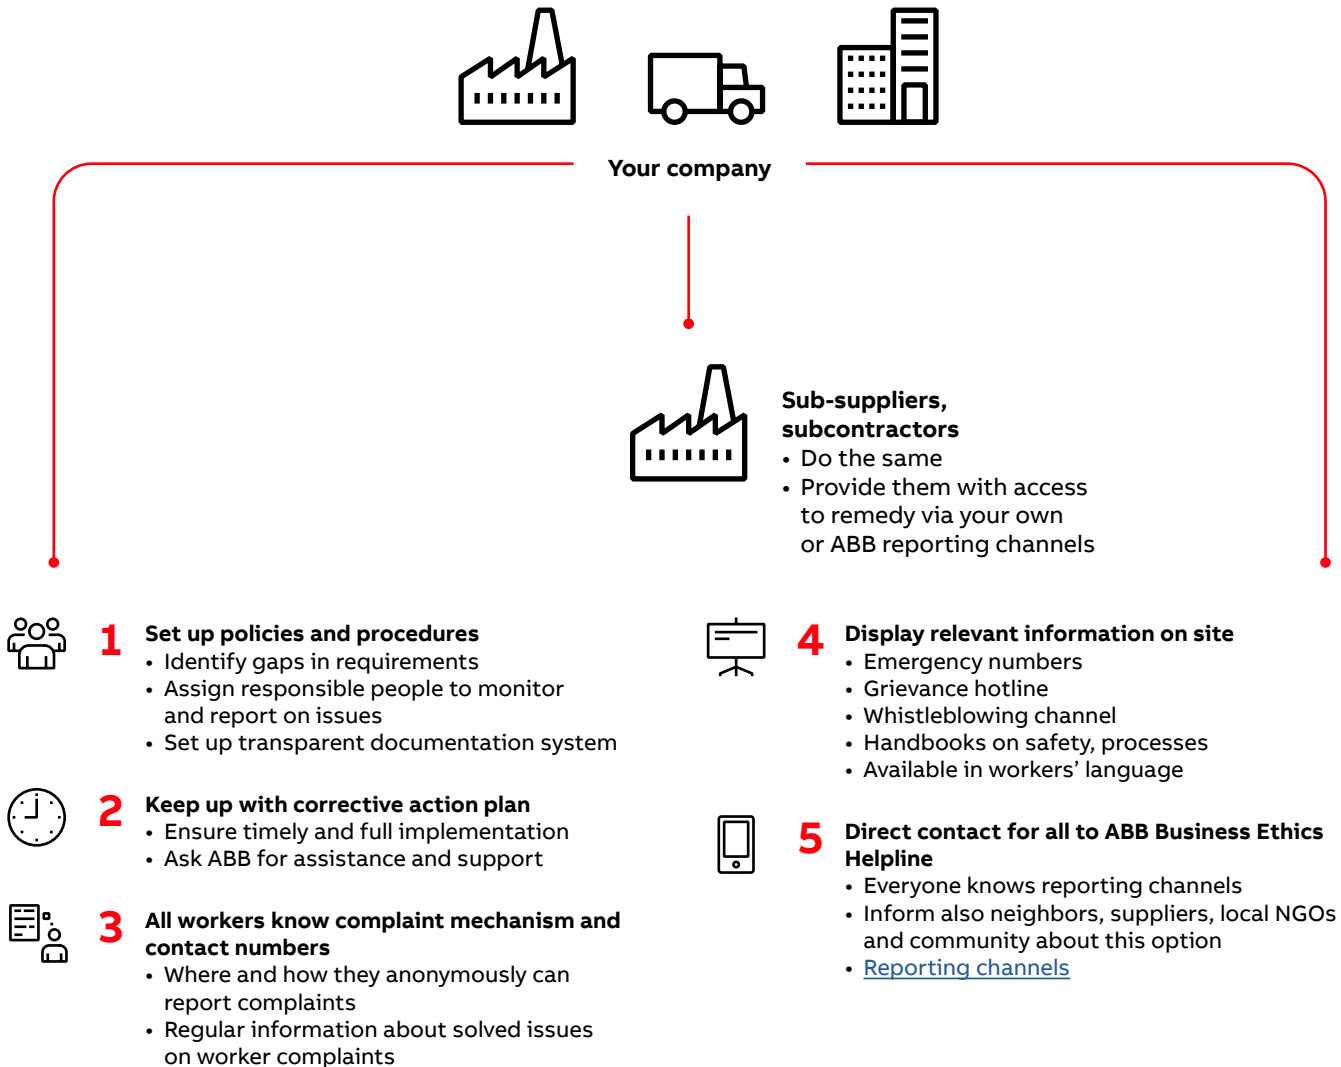 Your company
Sub-suppliers,
subcontractors
• Do the same
• Provide them with access
to remedy via your own
or ABB reporting channels
1 Set up policies and procedures
• Identify gaps in requirements
• Assign responsible people to monitor
and report on issues
• Set up transparent documentation system
2 Keep up with corrective action plan
• Ensure timely and full implementation
• Ask ABB for assistance and support
3 All workers know complaint mechanism and
contact numbers
• Where and how they anonymously can
report complaints
• Regular information about solved issues
on worker complaints
4 Display relevant information on site
• Emergency numbers
• Grievance hotline
• Whistleblowing channel
• Handbooks on safety, processes
• Available in workers’ language
5 Direct contact for all to ABB Business Ethics
Helpline
• Everyone knows reporting channels
• Inform also neighbors, suppliers, local NGOs
and community about this option
• Reporting channels